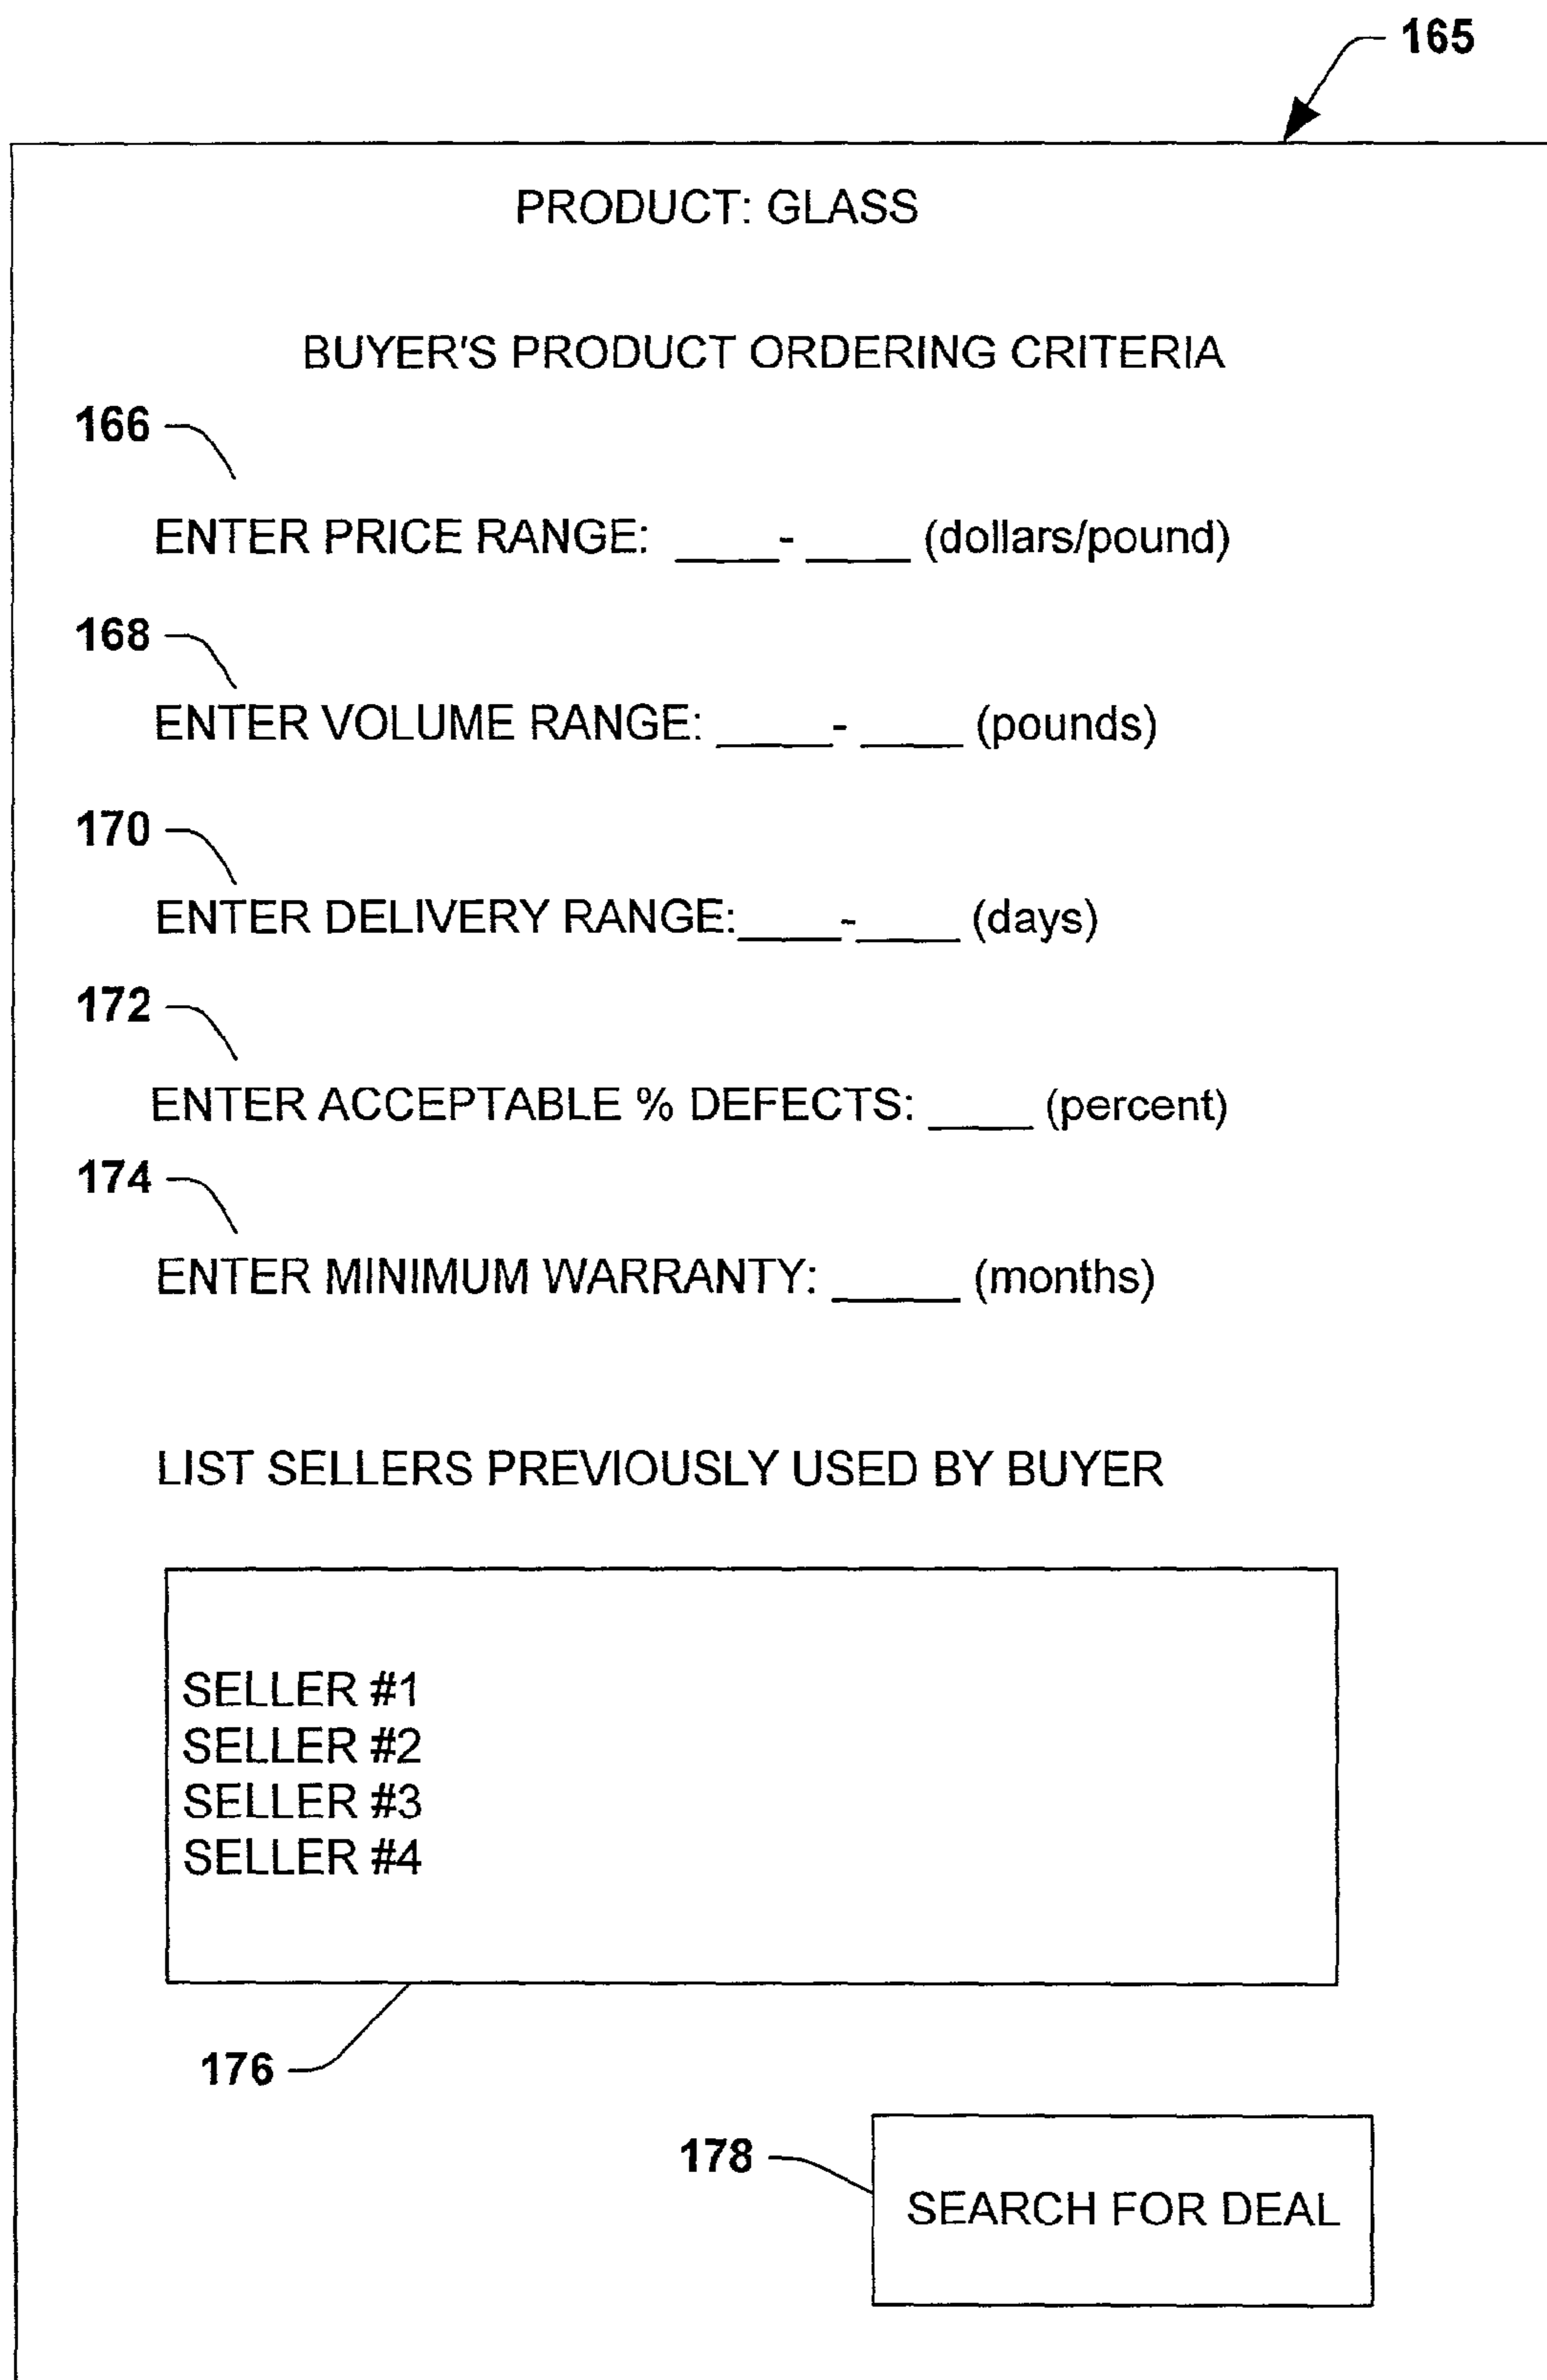 165
PRODUCT: GLASS
BUYER'S PRODUCT ORDERING CRITERIA
166
ENTER PRICE RANGE: ____- ____ (dollars/pound)
168
ENTER VOLUME RANGE: ____- ____ (pounds)
170
ENTER DELIVERY RANGE:____-____ (days)
172
ENTER ACCEPTABLE % DEFECTS: ____ (percent)
174
ENTER MINIMUM WARRANTY: _____ (months)
LIST SELLERS PREVIOUSLY USED BY BUYER
SELLER #1
SELLER #2
SELLER #3
SELLER #4
176
178
SEARCH FOR DEAL